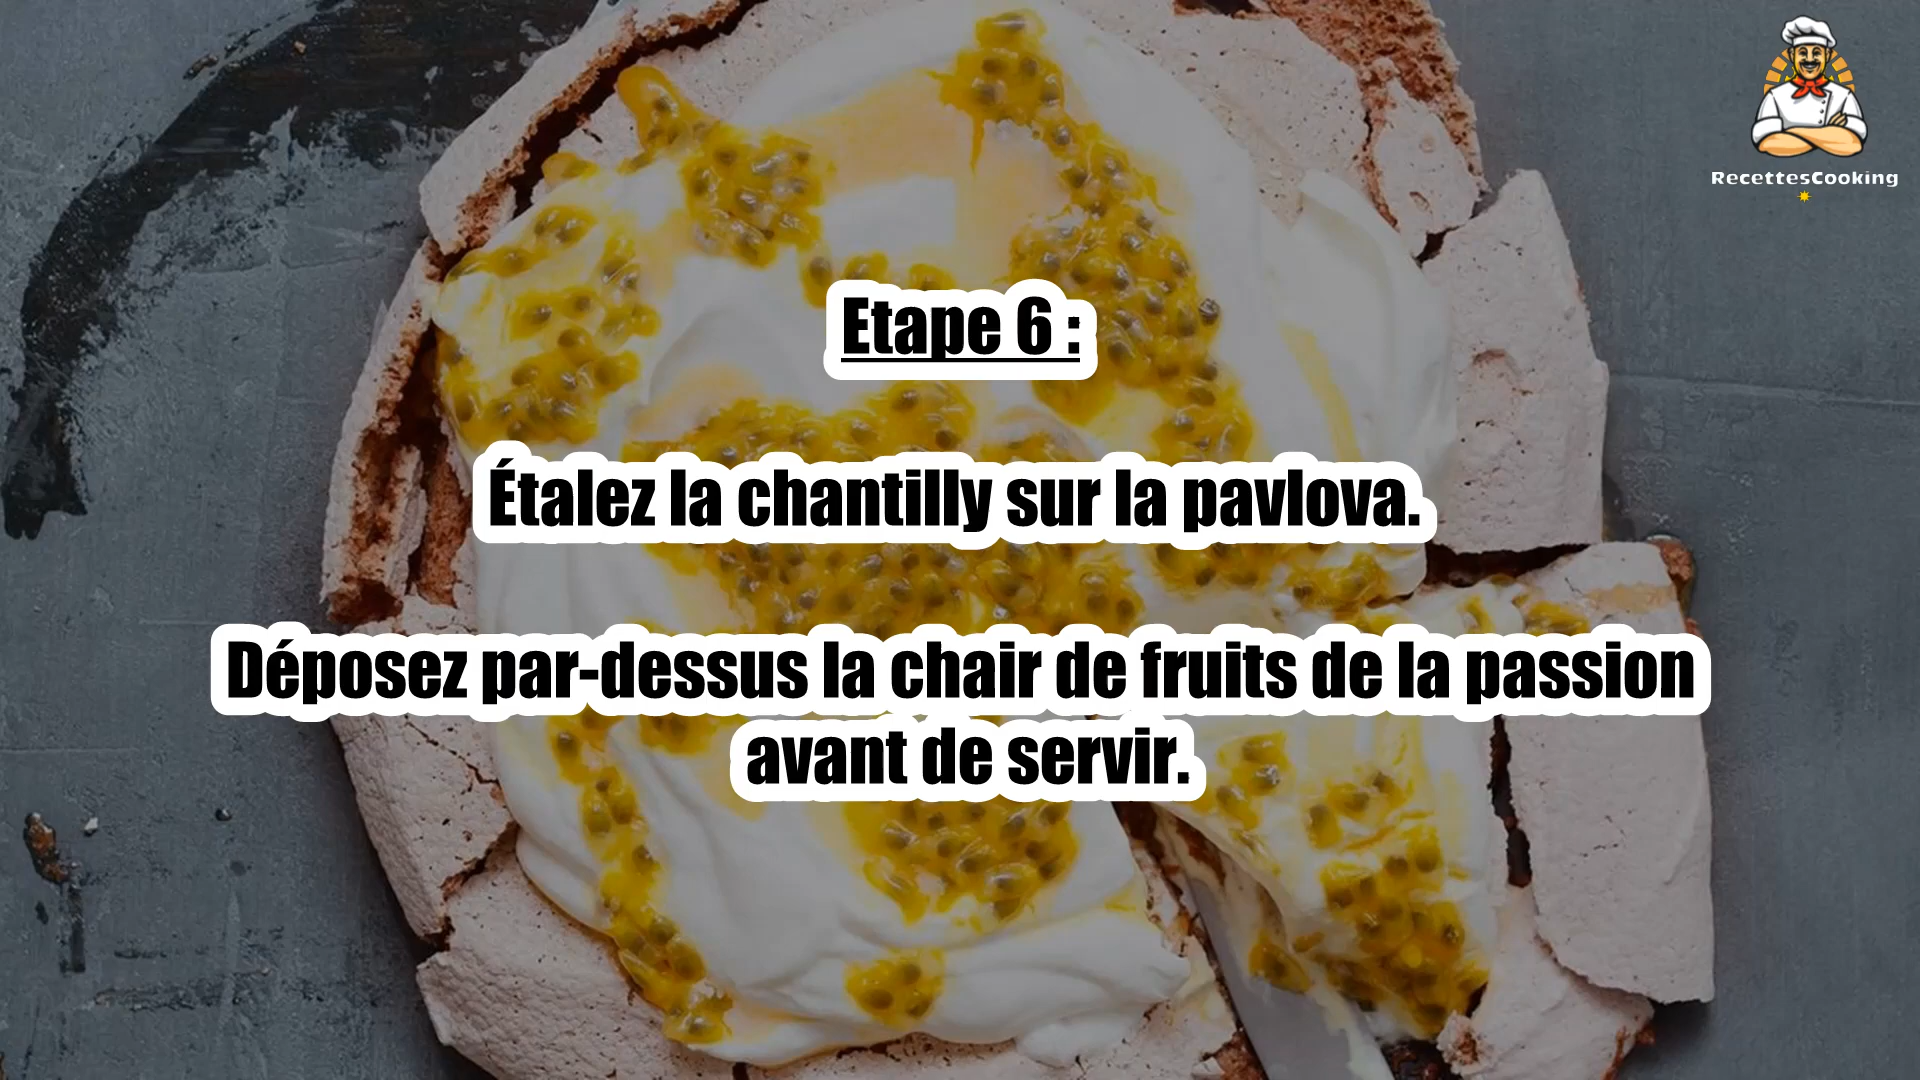 RecettesCooking
Etape 6 :
Étalez la chantilly sur la pavlova.
Déposez par-dessus la chair de fruits de la passion
avant de servir.